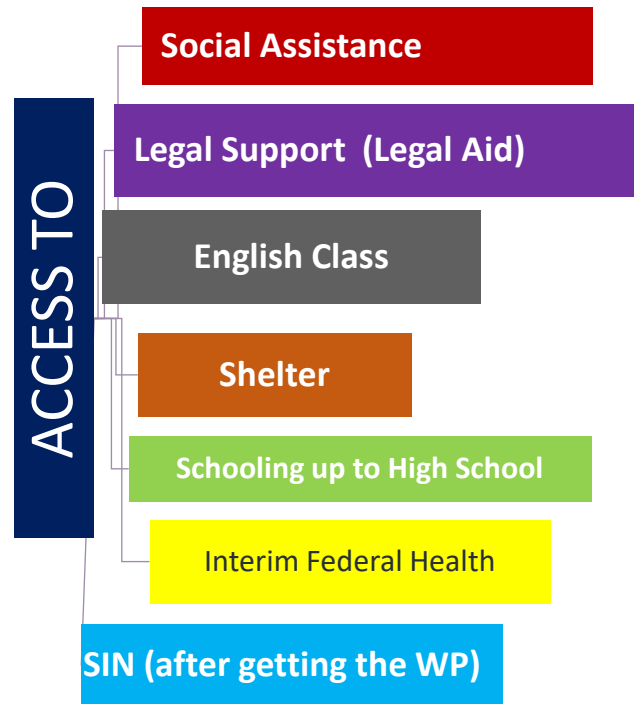 ACCESS TO
Social Assistance
Legal Support (Legal Aid)
English Class
Shelter
Schooling up to High School
Interim Federal Health
SIN (after getting the WP)